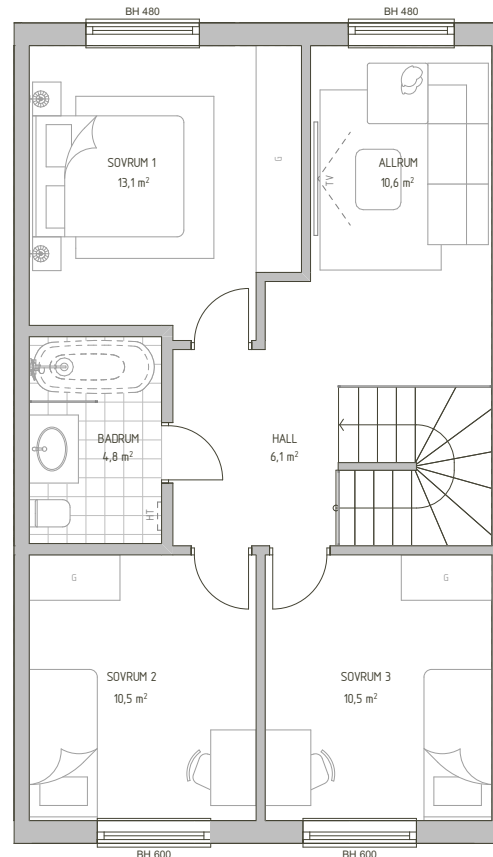 BH 480
BH 480
SOVRUM 1
13,1 m²
G
TV
ALLRUM
10,6 m²
BADRUM
4,8 m²
HT
HALL
6,1 m²
G
G
SOVRUM 2
10,5 m²
SOVRUM 3
10,5 m²
BH 600
BH 600